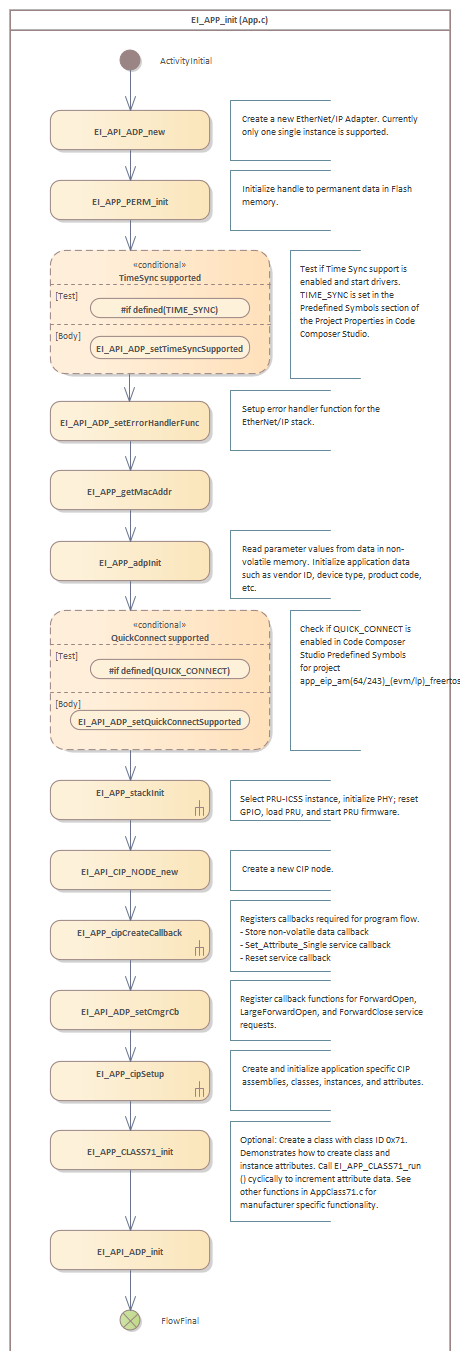 EI_APP_init (App.c)
ActivityInitial
EI_API_ADP_new
Create a new EtherNet/IP Adapter. Currently
only one single instance is supported.
EI_APP_PERM_init
Initialize handle to permanent data in Flash
memory.
«conditional»
TimeSync supported
[Test]
#if defined(TIME_SYNC)
[Body]
EI_API_ADP_setTimeSyncSupported
Test if Time Sync support is
enabled and start drivers.
TIME_SYNC is set in the
Predefined Symbols section of
the Project Properties in Code
Composer Studio.
EI_API_ADP_setErrorHandlerFunc
Setup error handler function for the
EtherNet/IP stack.
EI_APP_getMacAddr
EI_APP_adpInit
Read parameter values from data in non-
volatile memory. Initialize application data
such as vendor ID, device type, product code,
etc.
«conditional»
QuickConnect supported
[Test]
#if defined(QUICK_CONNECT)
[Body]
EI_API_ADP_setQuickConnectSupported
Check if QUICK_CONNECT is
enabled in Code Composer
Studio Predefined Symbols
for project
app_eip_am(64/243)_(evm/lp)_freertos
EI_APP_stackInit
Select PRU-ICSS instance, initialize PHY; reset
GPIO, load PRU, and start PRU firmware.
EI_API_CIP_NODE_new
Create a new CIP node.
EI_APP_cipCreateCallback
Registers callbacks required for program flow.
- Store non-volatile data callback
- Set_Attribute_Single service callback
- Reset service callback
EI_API_ADP_setCmgrCb
Register callback functions for ForwardOpen,
LargeForwardOpen, and ForwardClose service
requests.
EI_APP_cipSetup
Create and initialize application specific CIP
assemblies, classes, instances, and attributes.
EI_APP_CLASS71_init
Optional: Create a class with class ID 0x71.
Demonstrates how to create class and
instance attributes. Call EI_APP_CLASS71_run
() cyclically to increment attribute data. See
other functions in AppClass71.c for
manufacturer specific functionality.
EI_API_ADP_init
FlowFinal